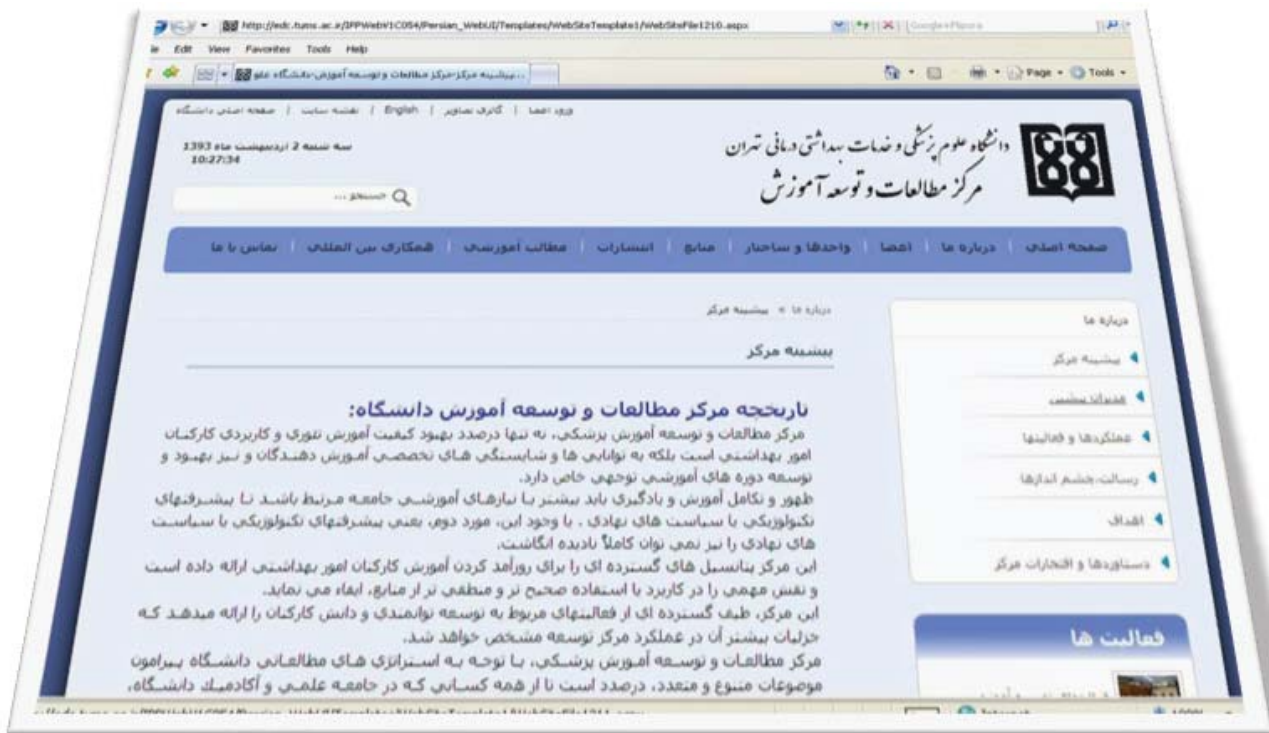 http://edc.tums.ac.ir/IPPWebV1C054/Persian_WebUI/Templates/WebSiteTemplate1/WebSiteFile1210.aspx
Edit View Favorites Tools Help
پیشینه مرکز-مرکز مطالعات و توسعه آموزش-دانشگاه علو...
Page Tools
ورود اعضا | گالری تصاویر | English | نقشه سایت | صفحه اصلی دانشگاه
سه شنبه 2 اردیبهشت ماه 1393
10:27:34
دانشگاه علوم پزشکی و خدمات بهداشتی درمانی تهران
مرکز مطالعات و توسعه آموزش
جستجو ...
صفحه اصلی | درباره ما | اعضا | واحدها و ساختار | منابع | انتشارات | مطالب آموزشی | همکاری بین المللی | تماس با ما
درباره ما » پیشینه مرکز
پیشینه مرکز
تاریخچه مرکز مطالعات و توسعه آموزش دانشگاه:
مرکز مطالعات و توسعه آموزش پزشکی، نه تنها درصدد بهبود کیفیت آموزش تئوری و کاربردی کارکنان
امور بهداشتی است بلکه به توانایی ها و شایستگی های تخصصی آموزش دهندگان و نیز بهبود و
توسعه دوره های آموزشی توجهی خاص دارد.
ظهور و تکامل آموزش و یادگیری باید بیشتر با نیازهای آموزشی جامعه مرتبط باشد تا پیشرفتهای
تکنولوژیکی یا سیاست های نهادی . با وجود این، مورد دوم، یعنی پیشرفتهای تکنولوژیکی یا سیاست
های نهادی را نیز نمی توان کاملاً نادیده انگاشت.
این مرکز پتانسیل های گسترده ای را برای روزآمد کردن آموزش کارکنان امور بهداشتی ارائه داده است
و نقش مهمی را در کاربرد یا استفاده صحیح تر و منطقی تر از منابع، ایفاء می نماید.
این مرکز، طیف گسترده ای از فعالیتهای مربوط به توسعه توانمندی و دانش کارکنان را ارائه میدهد که
جزئیات بیشتر آن در عملکرد مرکز توسعه مشخص خواهد شد.
مرکز مطالعات و توسعه آموزش پزشکی، با توجه به استراتژی های مطالعاتی دانشگاه پیرامون
موضوعات متنوع و متعدد، درصدد است تا از همه کسانی که در جامعه علمی و آکادمیک دانشگاه،
درباره ما
پیشینه مرکز
مدیران پیشین
عملکردها و فعالیتها
رسالت،چشم اندازها
اهداف
دستاوردها و افتخارات مرکز
فعالیت ها